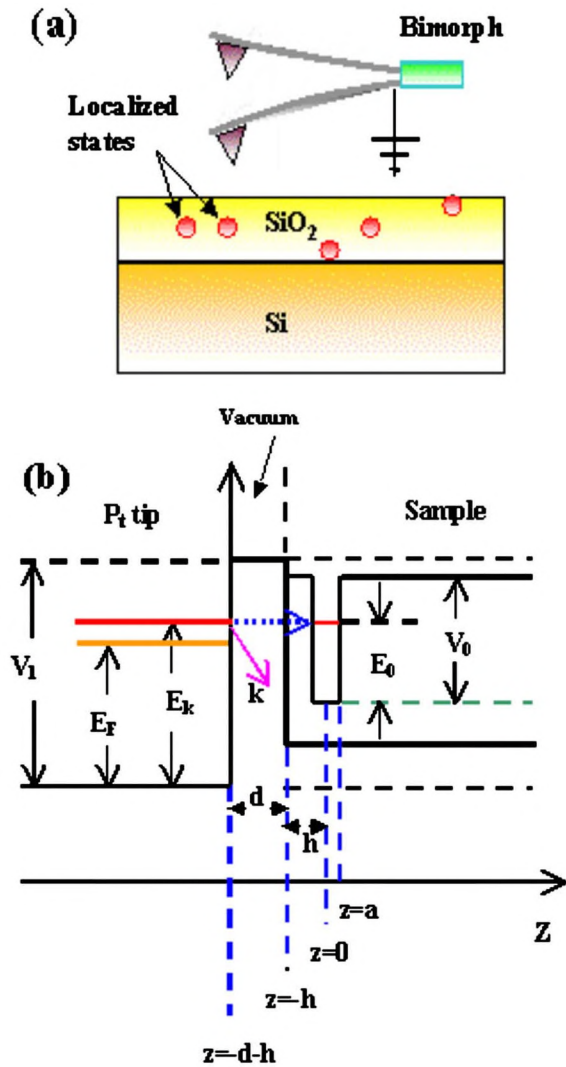 (a)
Bimorph
Localized
states
SiO2
Si
Vacuum
(b)
Pt tip
Sample
V1
EF
Ek
k
E0
V0
d
h
z=a
z=0
Z
z=-h
z=-d-h